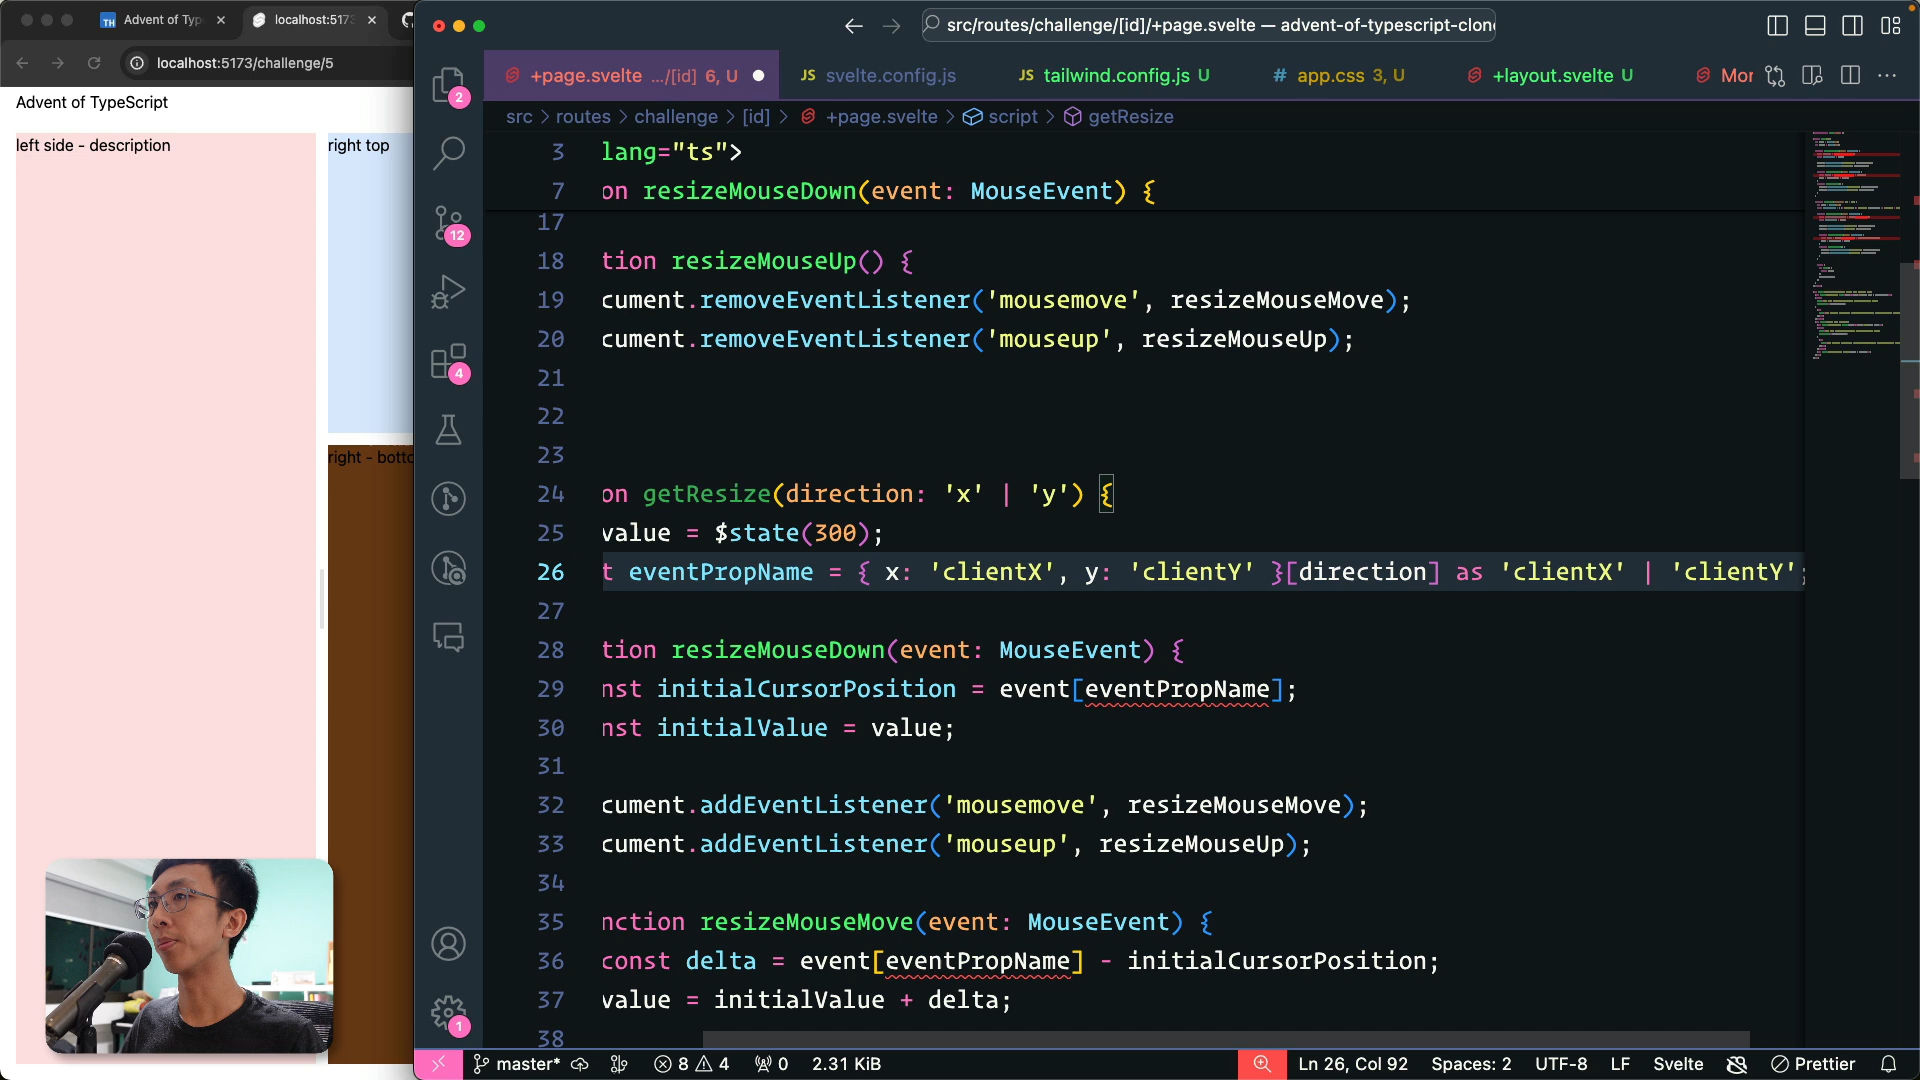 Advent of Typ
localhost:5173
localhost:5173/challenge/5
Advent of TypeScript
left side - description
right top
right - botto
src/routes/challenge/[id]/+page.svelte — advent-of-typescript-clon
+page.svelte .../[id] 6, U
svelte.config.js
tailwind.config.js U
app.css 3, U
+layout.svelte U
Mor
src > routes > challenge > [id] > +page.svelte > script > getResize
3 lang="ts">
7 on resizeMouseDown(event: MouseEvent) {
17
18 tion resizeMouseUp() {
19 cument.removeEventListener('mousemove', resizeMouseMove);
20 cument.removeEventListener('mouseup', resizeMouseUp);
21
22
23
24 on getResize(direction: 'x' | 'y') {
25 value = $state(300);
26 t eventPropName = { x: 'clientX', y: 'clientY' }[direction] as 'clientX' | 'clientY';
27
28 tion resizeMouseDown(event: MouseEvent) {
29 nst initialCursorPosition = event[eventPropName];
30 nst initialValue = value;
31
32 cument.addEventListener('mousemove', resizeMouseMove);
33 cument.addEventListener('mouseup', resizeMouseUp);
34
35 nction resizeMouseMove(event: MouseEvent) {
36 const delta = event[eventPropName] - initialCursorPosition;
37 value = initialValue + delta;
38
2
12
4
1
master* 8 4 0 2.31 KiB
Ln 26, Col 92 Spaces: 2 UTF-8 LF Svelte Prettier